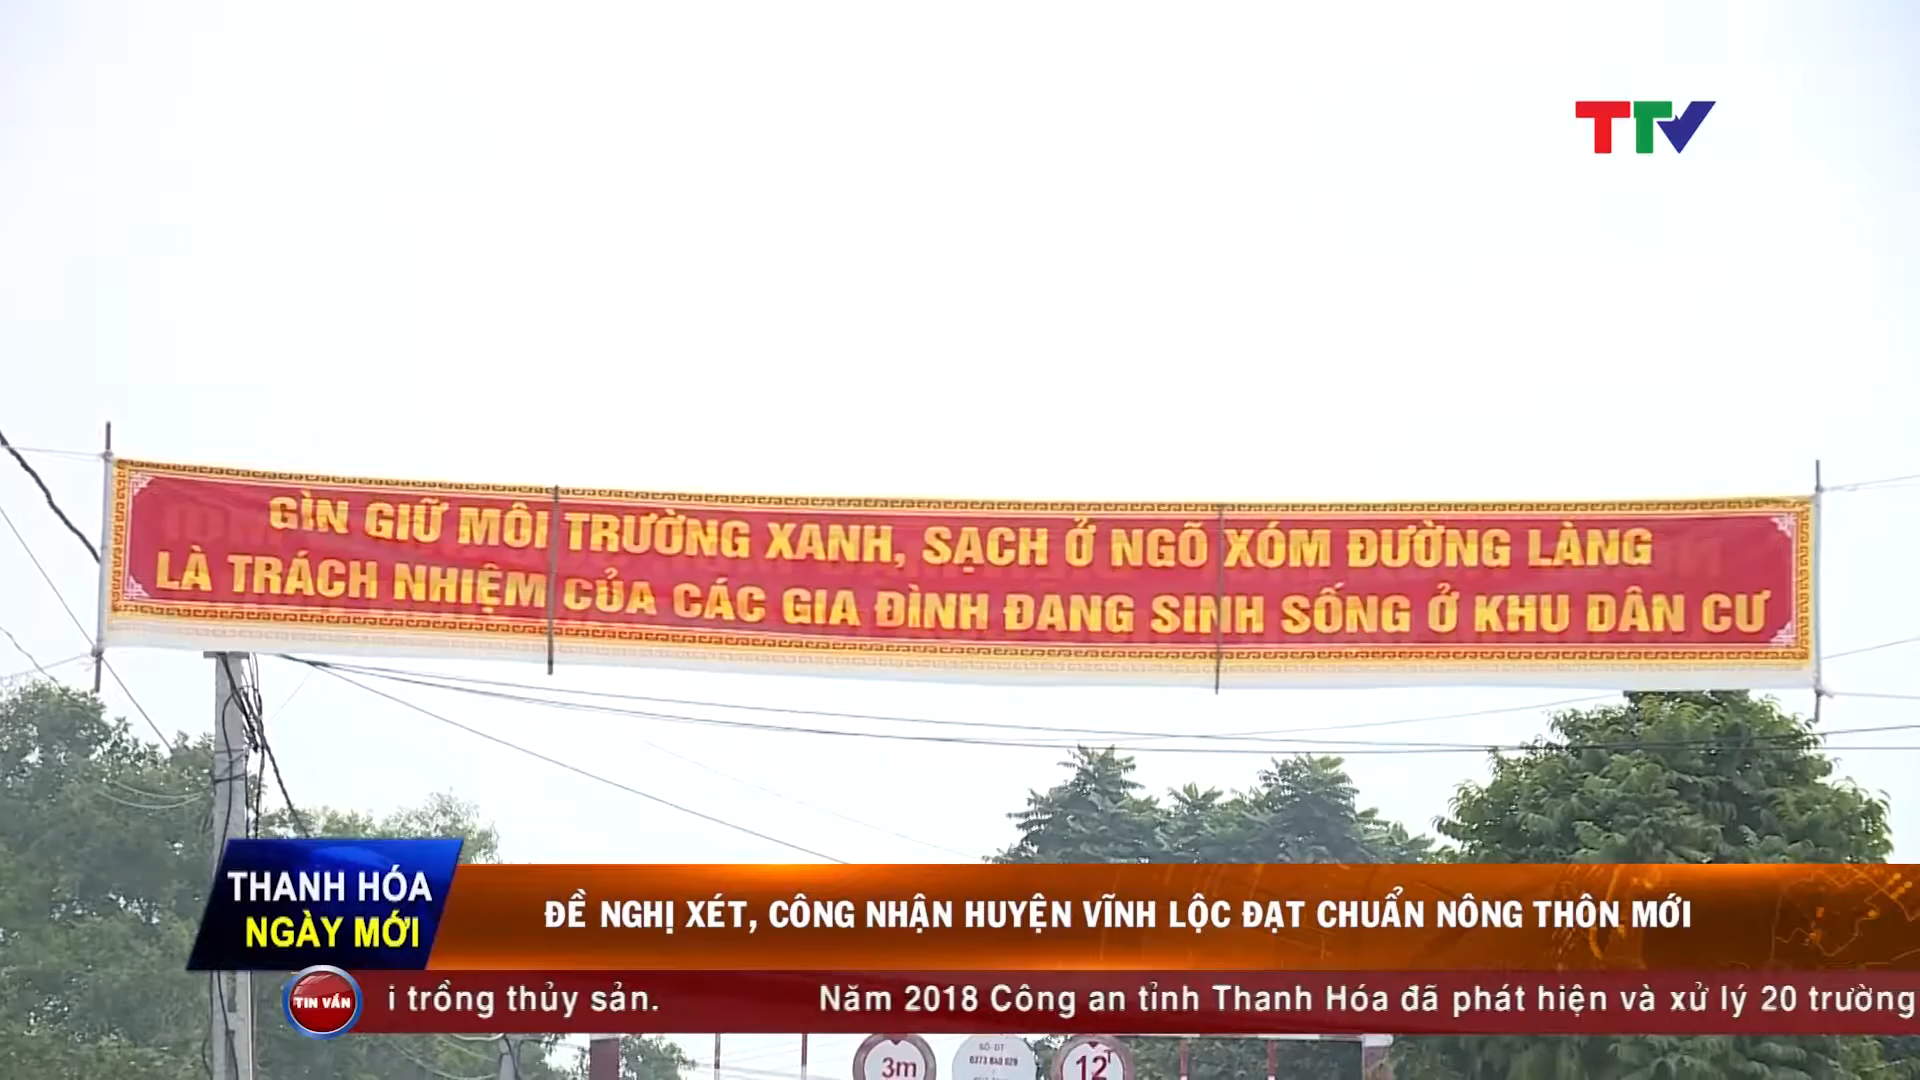 TTV
GÌN GIỮ MÔI TRƯỜNG XANH, SẠCH Ở NGÕ XÓM ĐƯỜNG LÀNG
LÀ TRÁCH NHIỆM CỦA CÁC GIA ĐÌNH ĐANG SINH SỐNG Ở KHU DÂN CƯ
THANH HÓA
NGÀY MỚI
ĐỀ NGHỊ XÉT, CÔNG NHẬN HUYỆN VĨNH LỘC ĐẠT CHUẨN NÔNG THÔN MỚI
TIN VẮN
i trồng thủy sản. Năm 2018 Công an tỉnh Thanh Hóa đã phát hiện và xử lý 20 trường
3m
SỐ ĐT
12T